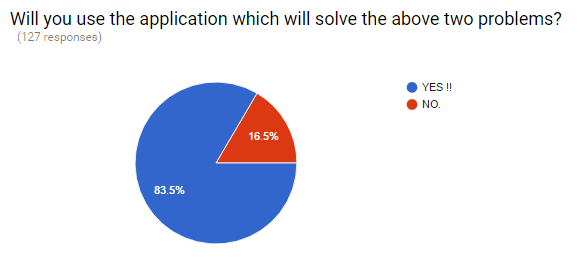 Will you use the application which will solve the above two problems?
(127 responses)
YES !!
NO.
16.5%
83.5%